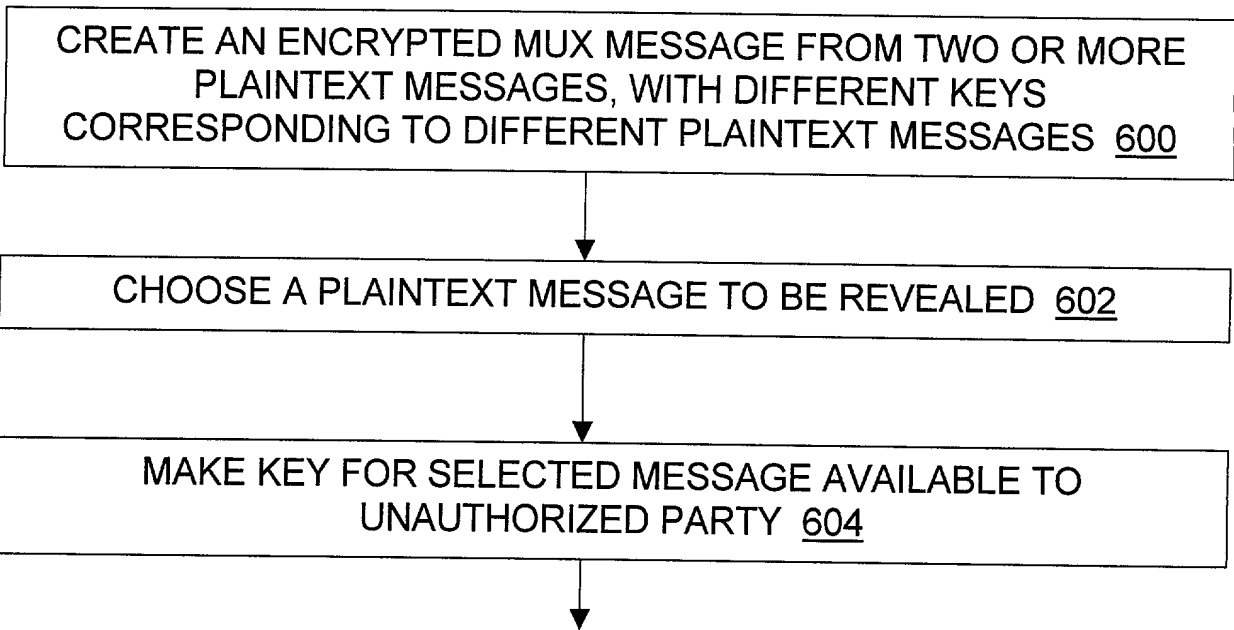 CREATE AN ENCRYPTED MUX MESSAGE FROM TWO OR MORE
PLAINTEXT MESSAGES, WITH DIFFERENT KEYS
CORRESPONDING TO DIFFERENT PLAINTEXT MESSAGES 600
CHOOSE A PLAINTEXT MESSAGE TO BE REVEALED 602
MAKE KEY FOR SELECTED MESSAGE AVAILABLE TO
UNAUTHORIZED PARTY 604